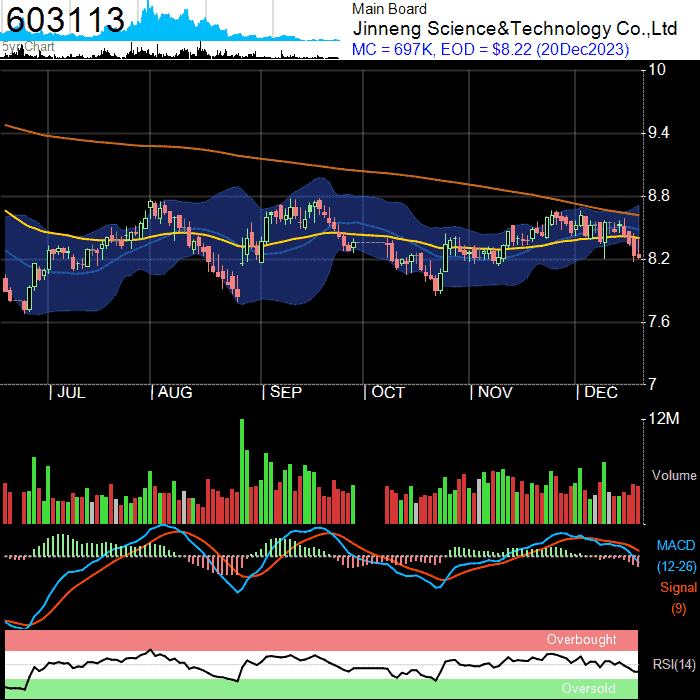 603113
5yr Chart
Main Board
Jinneng Science&Technology Co.,Ltd
MC = 697K, EOD = $8.22 (20Dec2023)
10
9.4
8.8
8.2
7.6
7
JUL
AUG
SEP
OCT
NOV
DEC
12M
Volume
MACD
(12-26)
Signal
(9)
Overbought
RSI(14)
Oversold